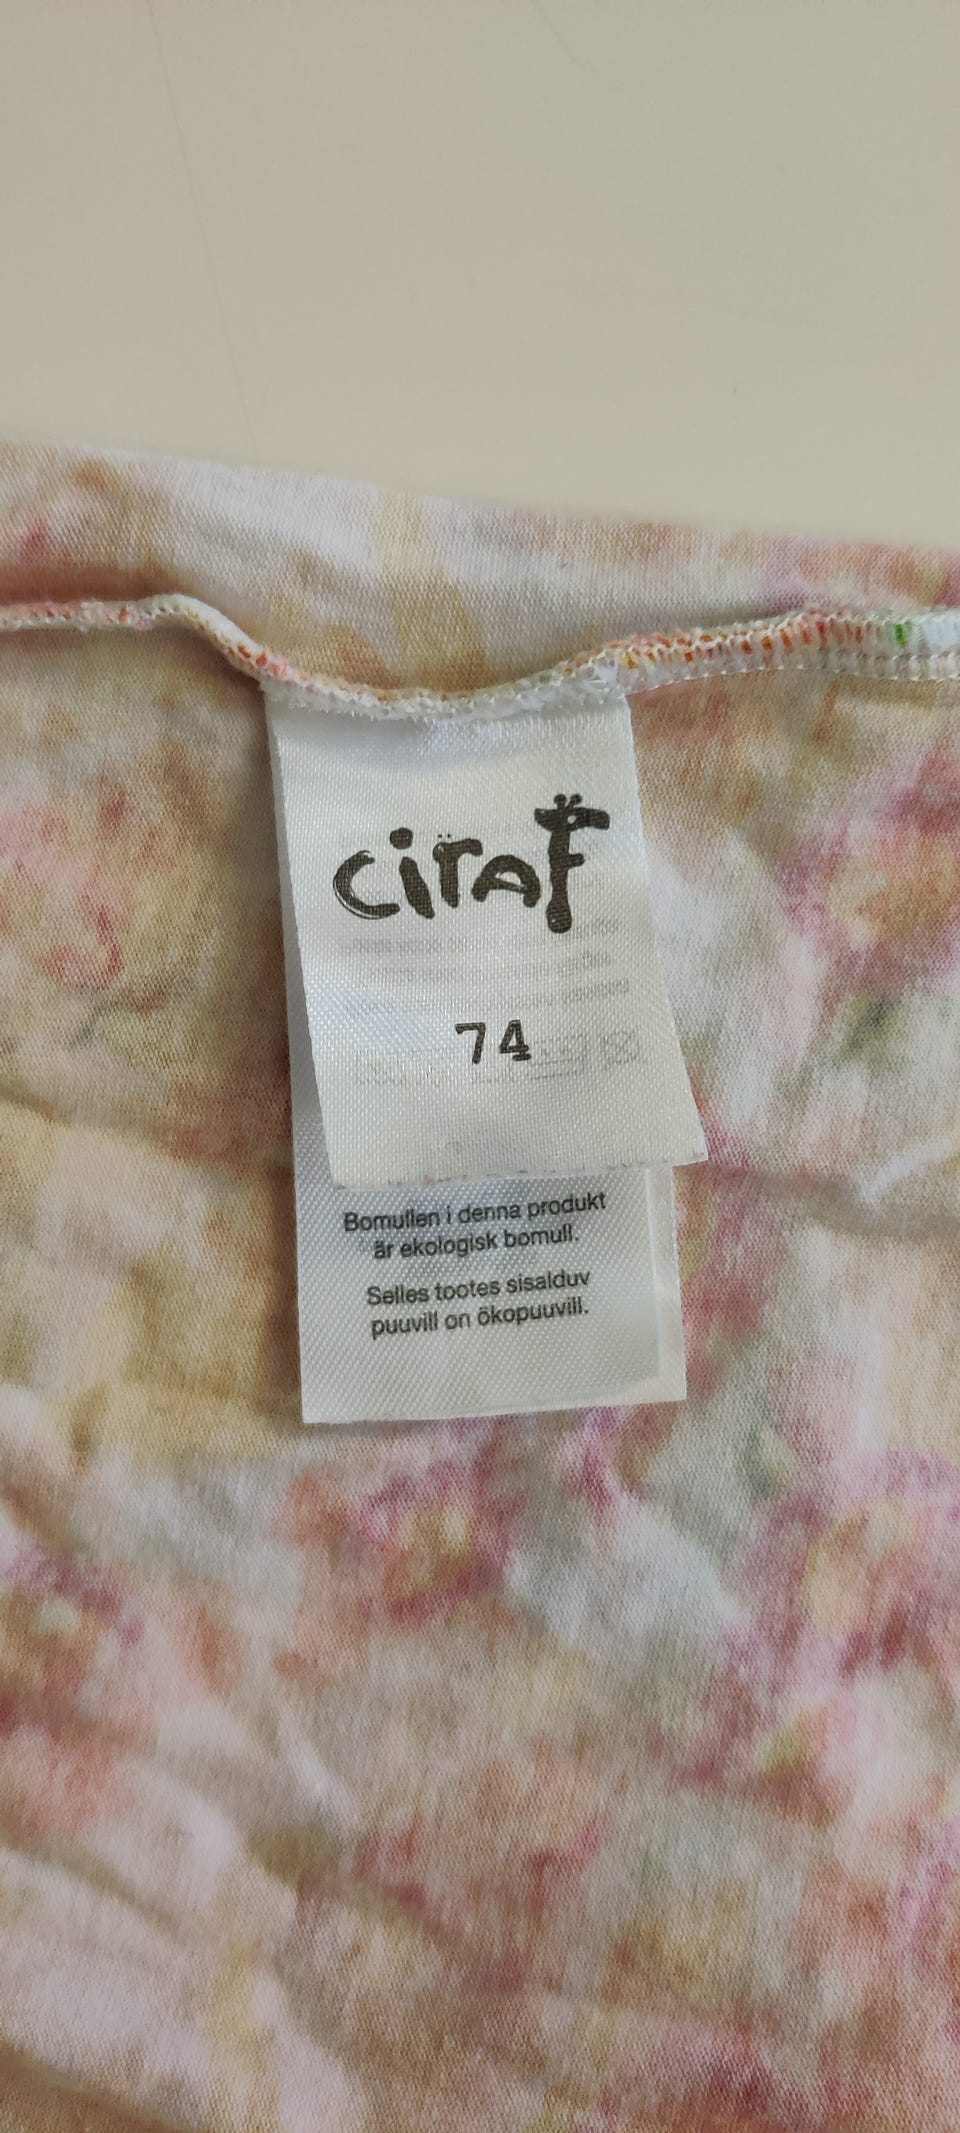 ciraf
74
Bomullen i denna produkt
är ekologisk bomull.
Selles tootes sisalduv
puuvill on ökopuuvill.